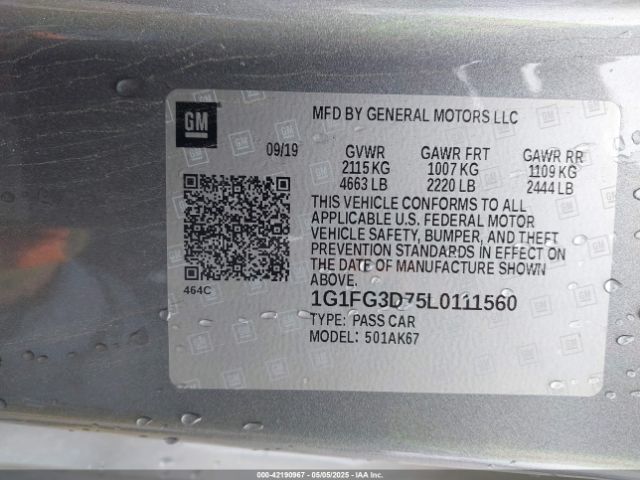 GM
MFD BY GENERAL MOTORS LLC
09/19 GVWR GAWR FRT GAWR RR
2115 KG 1007 KG 1109 KG
4663 LB 2220 LB 2444 LB
THIS VEHICLE CONFORMS TO ALL
APPLICABLE U.S. FEDERAL MOTOR
VEHICLE SAFETY, BUMPER, AND THEFT
PREVENTION STANDARDS IN EFFECT ON
THE DATE OF MANUFACTURE SHOWN
ABOVE.
464C
1G1FG3D75L0111560
TYPE: PASS CAR
MODEL: 501AK67
000-42190967 - 05/05/2025 - IAAI.COM